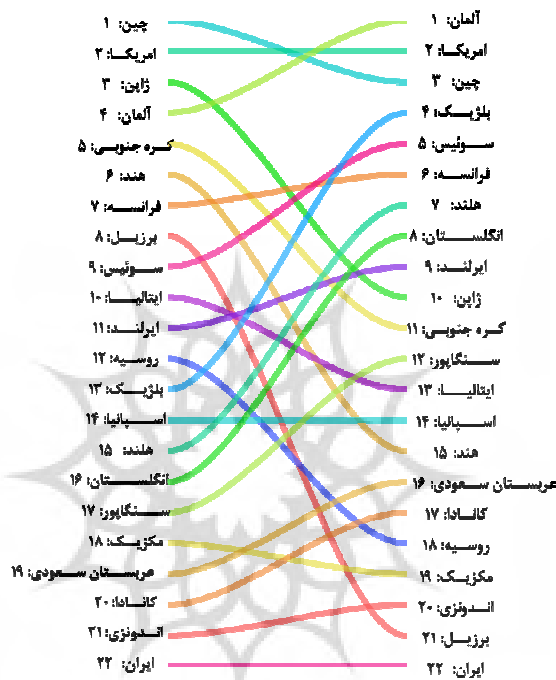 چین: ۱
امریکا: ۲
ژاپن: ۳
آلمان: ۴
کره جنوبی: ۵
هند: ۶
فرانسه: ۷
برزیل: ۸
سوئیس: ۹
ایتالیا: ۱۰
ایرلند: ۱۱
روسیه: ۱۲
بلژیک: ۱۳
اسپانیا: ۱۴
هلند: ۱۵
انگلستان: ۱۶
سنگاپور: ۱۷
مکزیک: ۱۸
عربستان سعودی: ۱۹
کانادا: ۲۰
اندونزی: ۲۱
ایران: ۲۲
آلمان: ۱
امریکا: ۲
چین: ۳
بلژیک: ۴
سوئیس: ۵
فرانسه: ۶
هلند: ۷
انگلستان: ۸
ایرلند: ۹
ژاپن: ۱۰
کره جنوبی: ۱۱
سنگاپور: ۱۲
ایتالیا: ۱۳
اسپانیا: ۱۴
هند: ۱۵
عربستان سعودی: ۱۶
کانادا: ۱۷
روسیه: ۱۸
مکزیک: ۱۹
اندونزی: ۲۰
برزیل: ۲۱
ایران: ۲۲